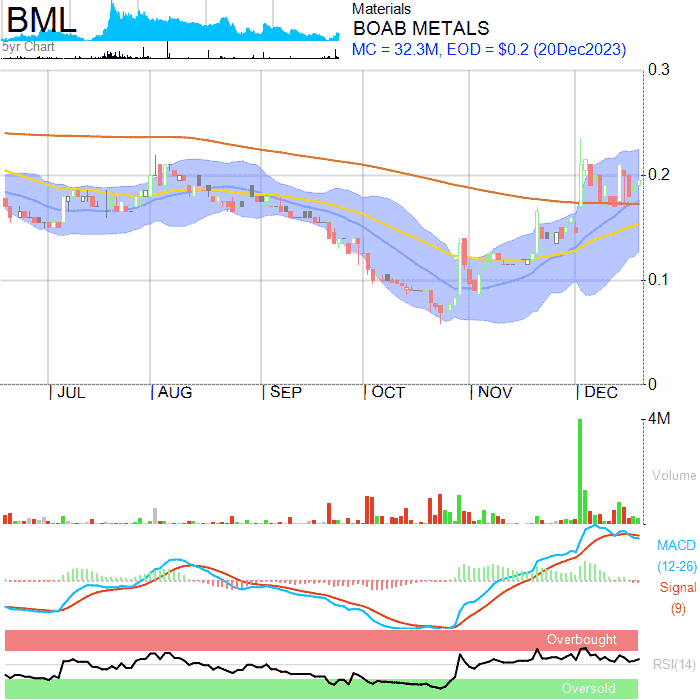 BML
Materials
BOAB METALS
5yr Chart
MC = 32.3M, EOD = $0.2 (20Dec2023)
0.3
0.2
0.1
0
JUL AUG SEP OCT NOV DEC
4M
Volume
MACD
(12-26)
Signal
(9)
Overbought
RSI(14)
Oversold